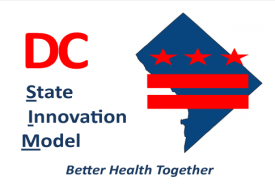 DC
State
Innovation
Model
Better Health Together